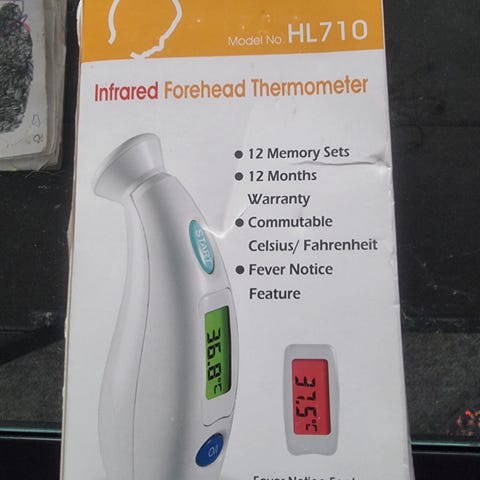 Model No. HL710
Infrared Forehead Thermometer
● 12 Memory Sets
● 12 Months
Warranty
● Commutable
Celsius/ Fahrenheit
● Fever Notice
Feature
START
36.8°C
37.5°C
O/I